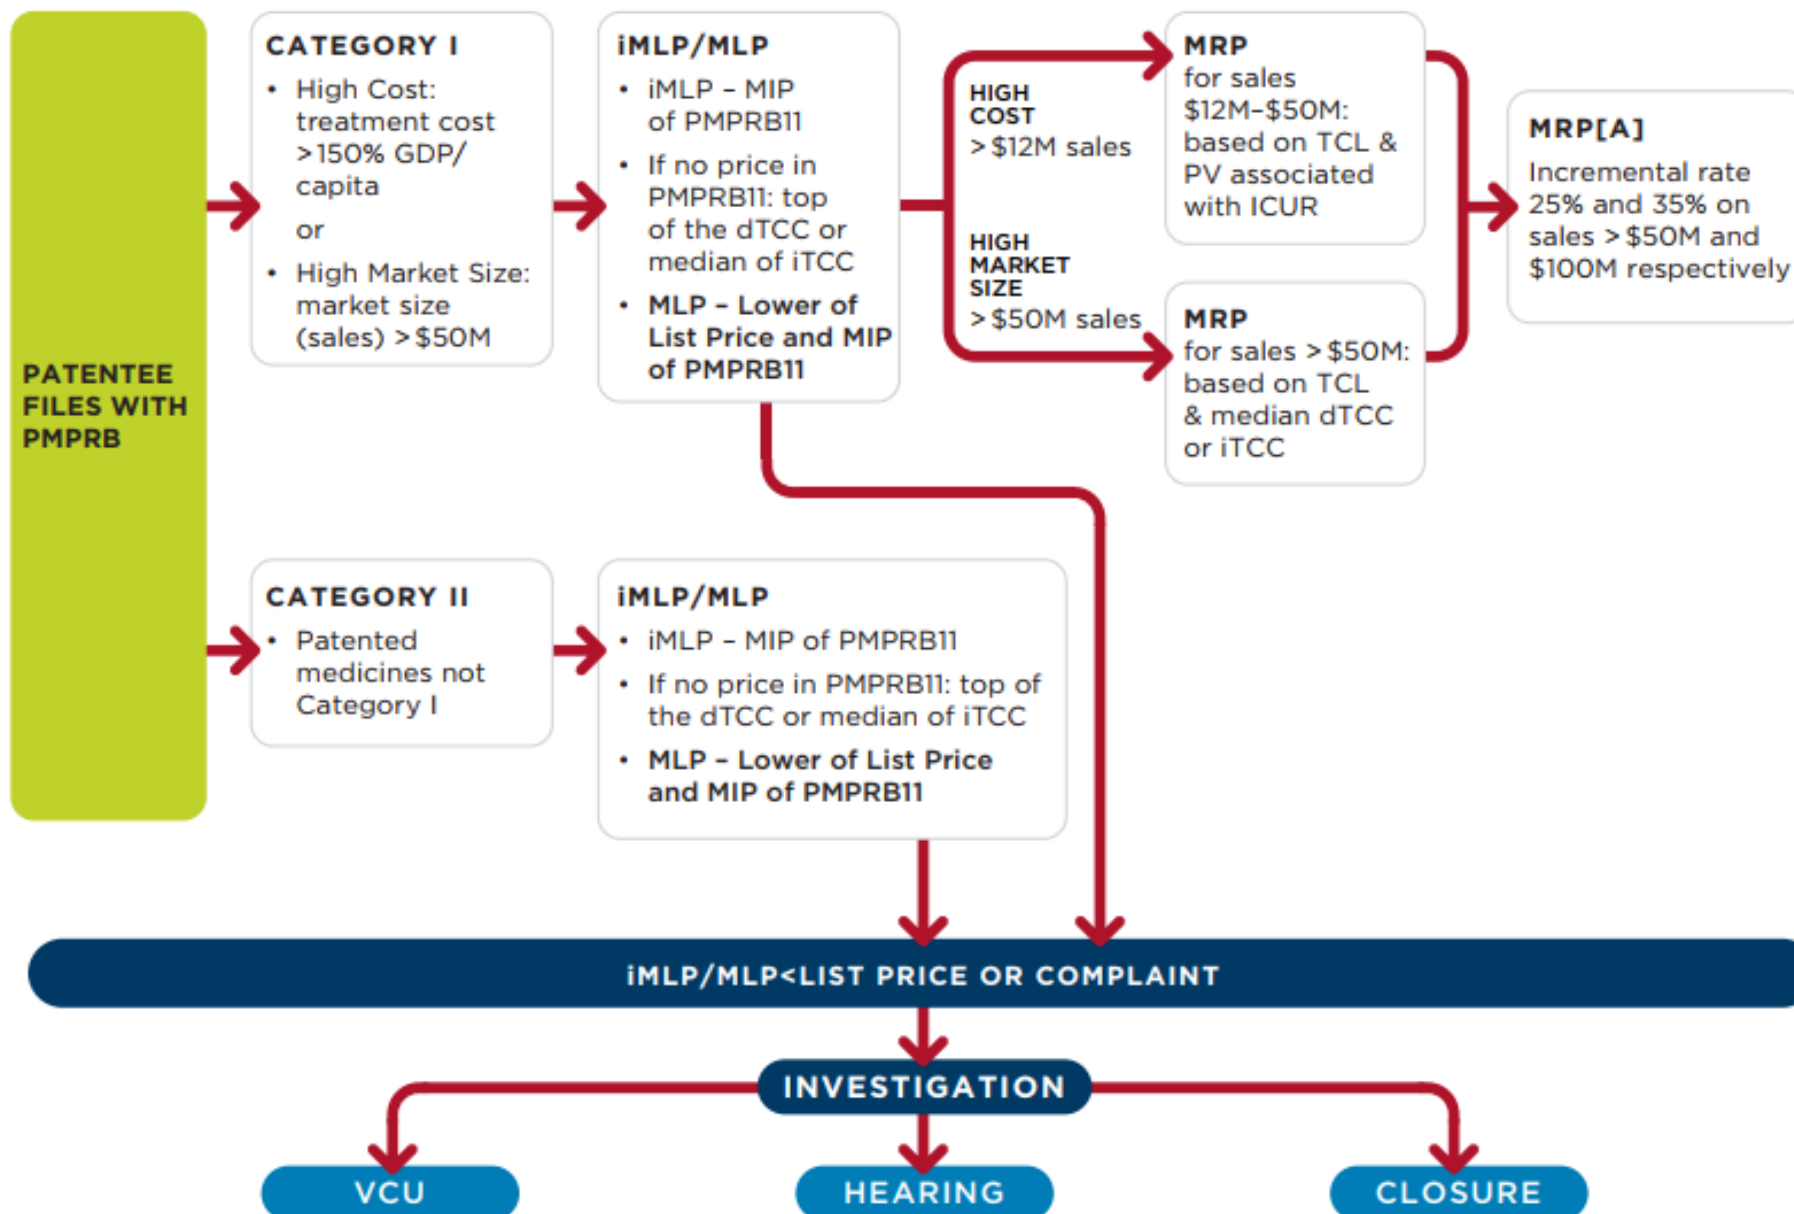 PATENTEE
FILES WITH
PMPRB
CATEGORY I
• High Cost:
treatment cost
>150% GDP/
capita
or
• High Market Size:
market size
(sales) >$50M
iMLP/MLP
• iMLP – MIP
of PMPRB11
• If no price in
PMPRB11: top
of the dTCC or
median of iTCC
• MLP – Lower of
List Price and MIP
of PMPRB11
HIGH
COST
>$12M sales
HIGH
MARKET
SIZE
>$50M sales
MRP
for sales
$12M–$50M:
based on TCL &
PV associated
with ICUR
MRP
for sales >$50M:
based on TCL
& median dTCC
or iTCC
MRP[A]
Incremental rate
25% and 35% on
sales >$50M and
$100M respectively
CATEGORY II
• Patented
medicines not
Category I
iMLP/MLP
• iMLP – MIP of PMPRB11
• If no price in PMPRB11: top of
the dTCC or median of iTCC
• MLP – Lower of List Price
and MIP of PMPRB11
iMLP/MLP<LIST PRICE OR COMPLAINT
INVESTIGATION
VCU
HEARING
CLOSURE